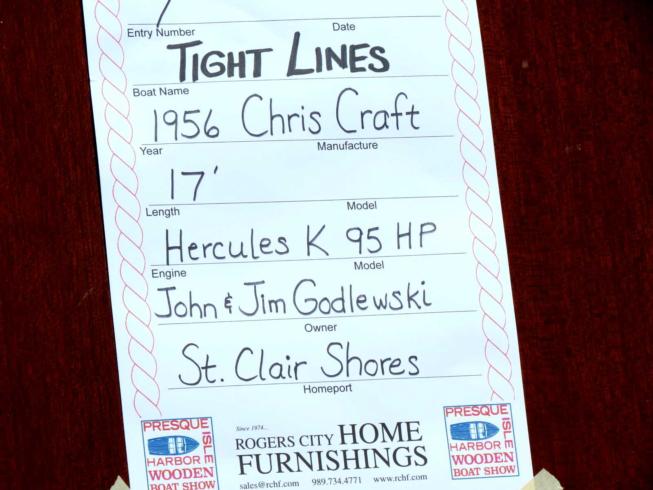 Entry Number Date
TIGHT LINES
Boat Name
1956 Chris Craft
Year Manufacture
17'
Length Model
Hercules K 95 HP
Engine Model
John & Jim Godlewski
Owner
St. Clair Shores
Homeport
PRESQUE ISLE HARBOR WOODEN BOAT SHOW
Since 1974...
ROGERS CITY HOME
FURNISHINGS
sales@rchf.com 989.734.4771 www.rchf.com
PRESQUE ISLE HARBOR WOODEN BOAT SHOW